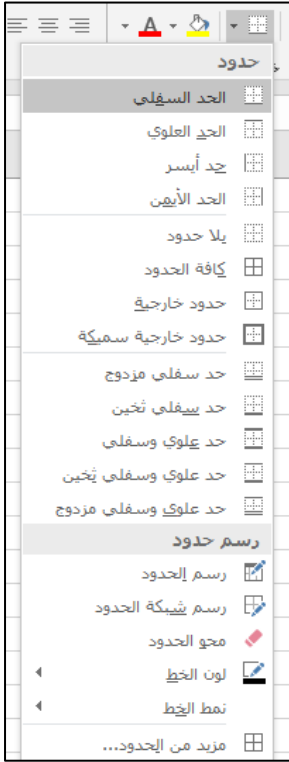 A
حدود
الحد السفلي
الحد العلوي
حد أيسر
الحد الأيمن
بلا حدود
كافة الحدود
حدود خارجية
حدود خارجية سميكة
حد سفلي مزدوج
حد سفلي ثخين
حد علوي وسفلي
حد علوي وسفلي ثخين
حد علوي وسفلي مزدوج
رسم حدود
رسم الحدود
رسم شبكة الحدود
محو الحدود
لون الخط
نمط الخط
مزيد من الحدود...